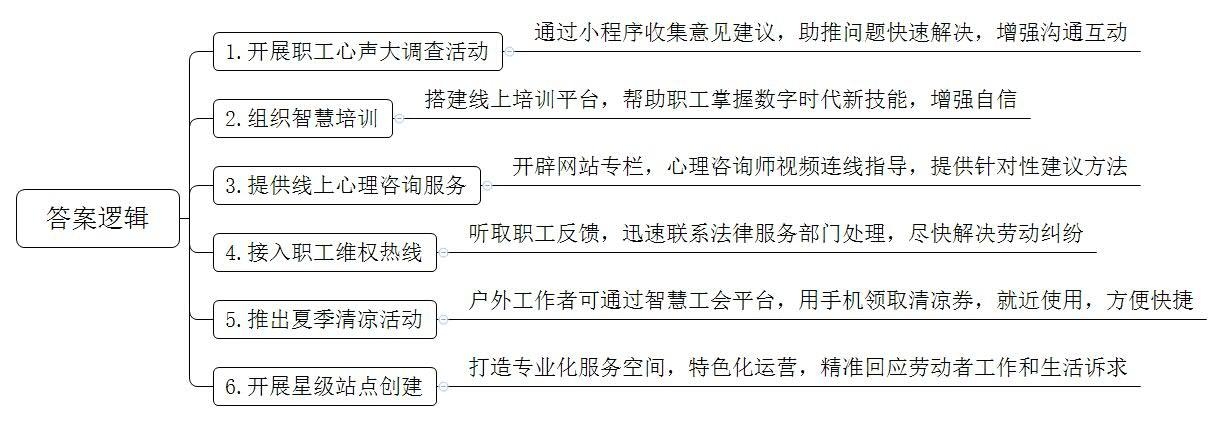 答案逻辑
1.开展职工心声大调查活动
通过小程序收集意见建议，助推问题快速解决，增强沟通互动
2.组织智慧培训
搭建线上培训平台，帮助职工掌握数字时代新技能，增强自信
3.提供线上心理咨询服务
开辟网站专栏，心理咨询师视频连线指导，提供针对性建议方法
4.接入职工维权热线
听取职工反馈，迅速联系法律服务部门处理，尽快解决劳动纠纷
5.推出夏季清凉活动
户外工作者可通过智慧工会平台，用手机领取清凉券，就近使用，方便快捷
6.开展星级站点创建
打造专业化服务空间，特色化运营，精准回应劳动者工作和生活诉求